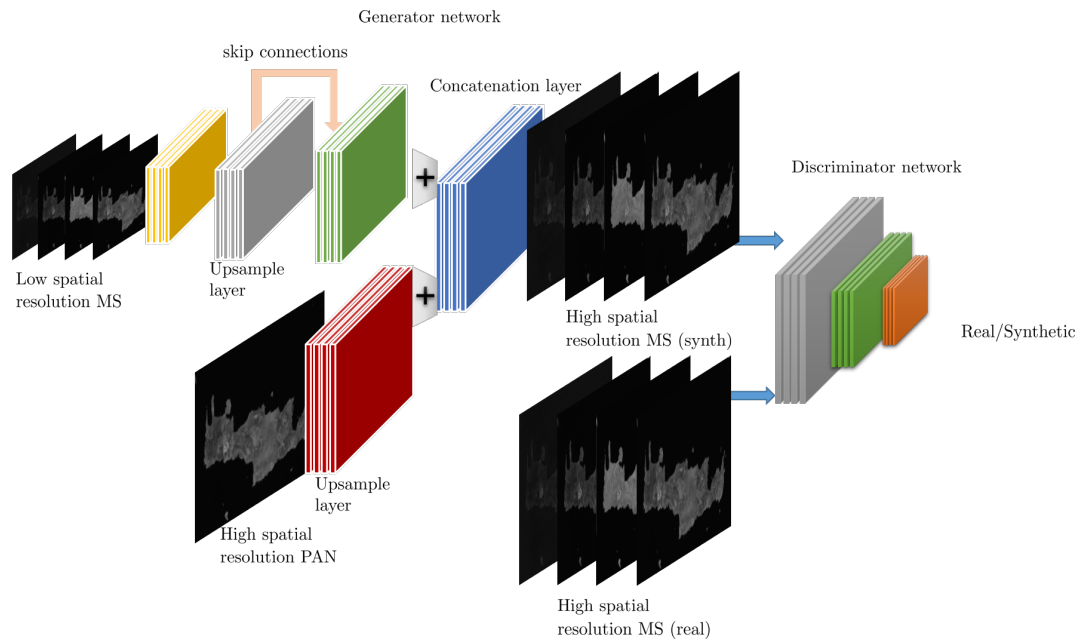 Generator network
skip connections
Concatenation layer
Discriminator network
Low spatial
resolution MS
Upsample
layer
+
+
High spatial
resolution MS (synth)
Real/Synthetic
Upsample
layer
High spatial
resolution PAN
High spatial
resolution MS (real)